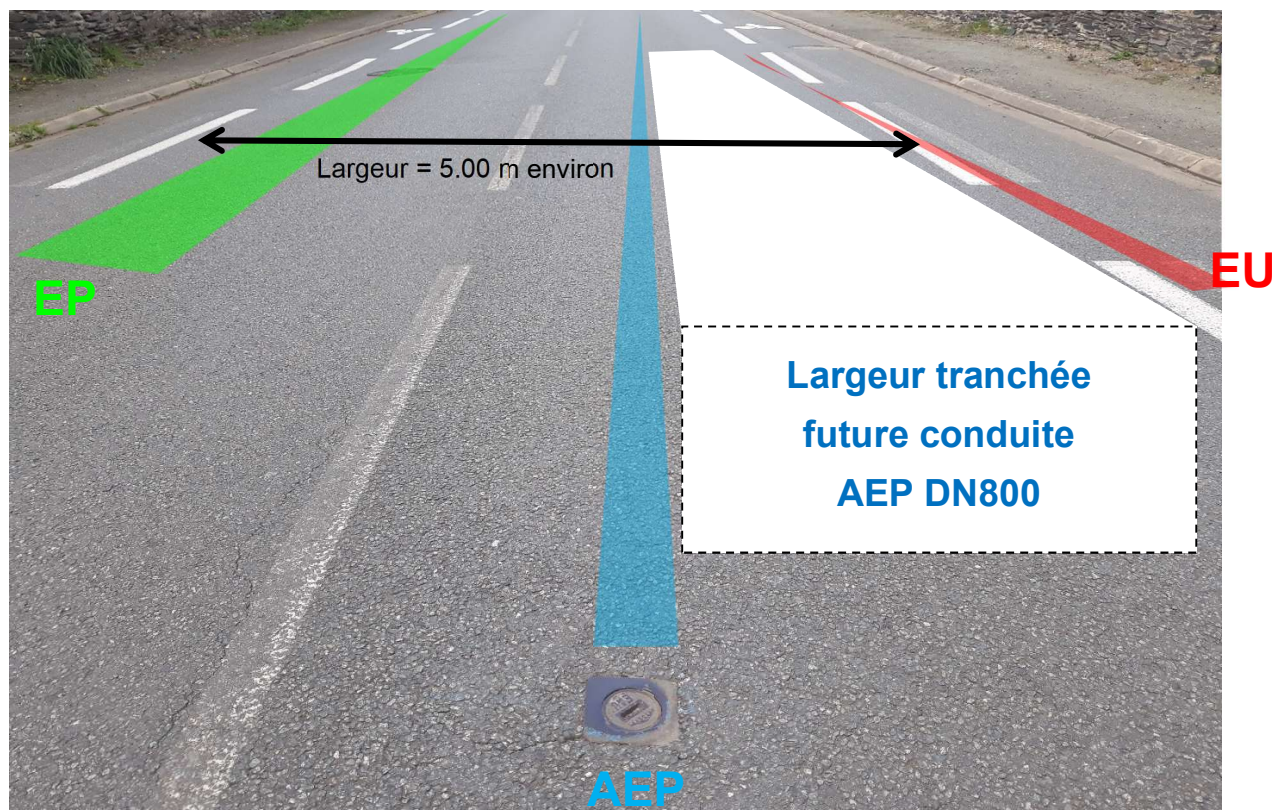 Largeur = 5.00 m environ
EP
EU
Largeur tranchée
future conduite
AEP DN800
AEP